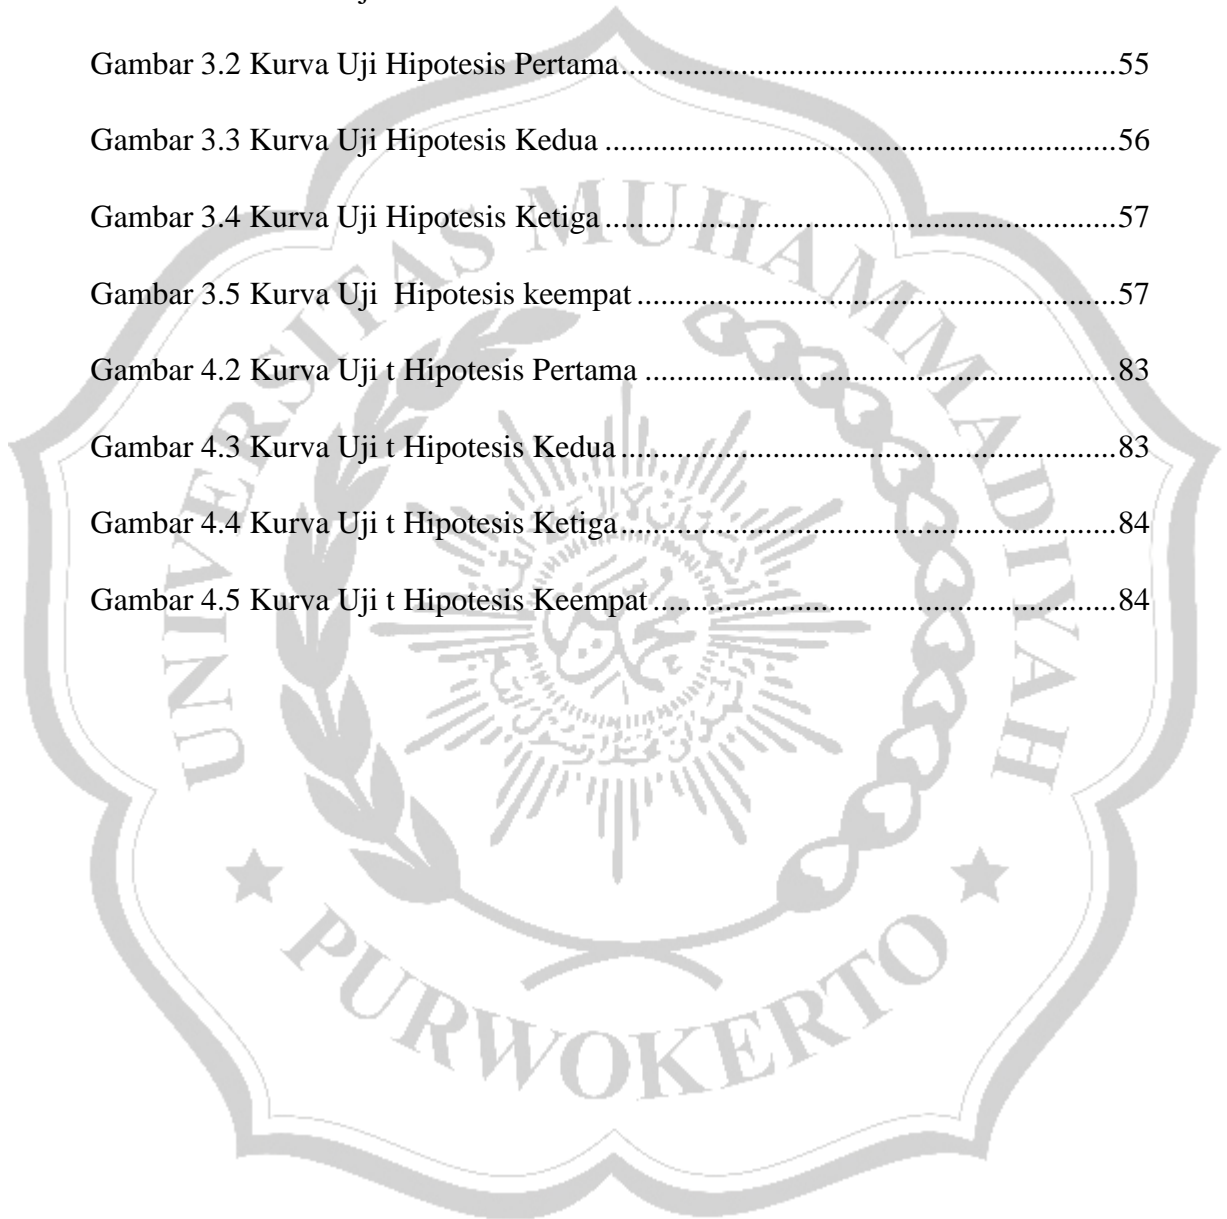 Gambar 3.2 Kurva Uji Hipotesis Pertama..............................................................55
Gambar 3.3 Kurva Uji Hipotesis Kedua ................................................................56
Gambar 3.4 Kurva Uji Hipotesis Ketiga ................................................................57
Gambar 3.5 Kurva Uji  Hipotesis keempat ............................................................57
Gambar 4.2 Kurva Uji t Hipotesis Pertama ...........................................................83
Gambar 4.3 Kurva Uji t Hipotesis Kedua ..............................................................83
Gambar 4.4 Kurva Uji t Hipotesis Ketiga..............................................................84
Gambar 4.5 Kurva Uji t Hipotesis Keempat ..........................................................84
UNIVERSITAS MUHAMMADIYAH
PURWOKERTO